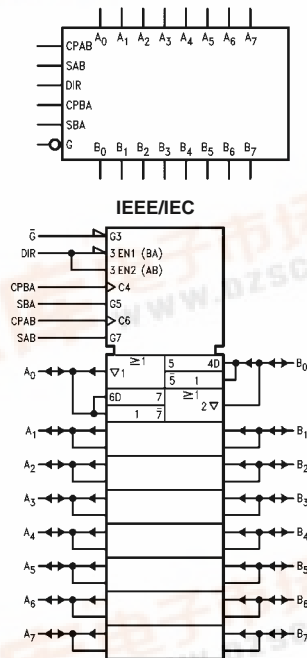 A0 A1 A2 A3 A4 A5 A6 A7
CPAB
SAB
DIR
CPBA
SBA
G
B0 B1 B2 B3 B4 B5 B6 B7
IEEE/IEC
G̅ G3
DIR 3 EN1 (BA)
3 EN2 (AB)
CPBA C4
SBA G5
CPAB C6
SAB G7
A0 ≥1 5 4D B0
▽1 5̅ 1
6D 7 ≥1
1 7̅ 2▽
A1 B1
A2 B2
A3 B3
A4 B4
A5 B5
A6 B6
A7 B7